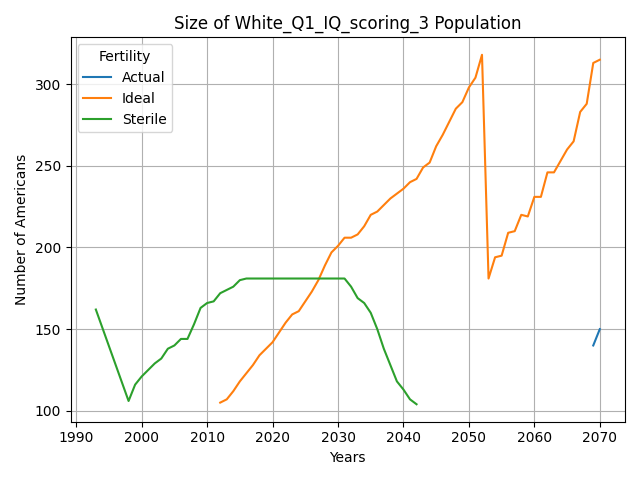 Size of White_Q1_IQ_scoring_3 Population
Fertility
Actual
Ideal
Sterile
Number of Americans
300
250
200
150
100
1990
2000
2010
2020
2030
2040
2050
2060
2070
Years